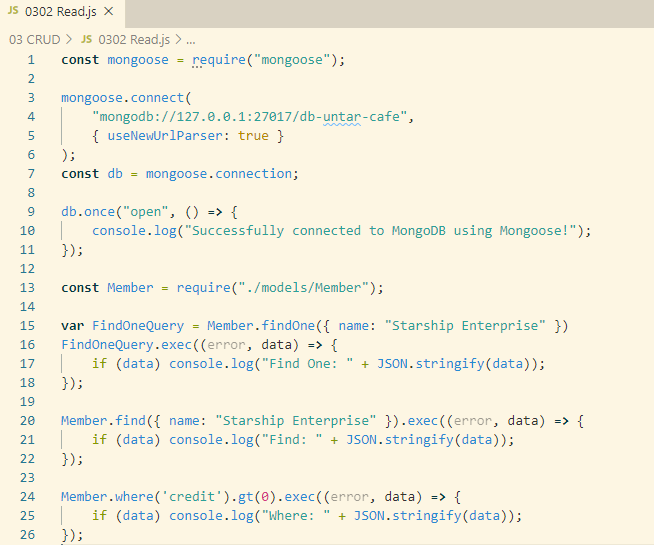 JS 0302 Read.js ×
03 CRUD > JS 0302 Read.js > ...
1 const mongoose = require("mongoose");
2
3 mongoose.connect(
4     "mongodb://127.0.0.1:27017/db-untar-cafe",
5     { useNewUrlParser: true }
6 );
7 const db = mongoose.connection;
8
9 db.once("open", () => {
10     console.log("Successfully connected to MongoDB using Mongoose!");
11 });
12
13 const Member = require("./models/Member");
14
15 var FindOneQuery = Member.findOne({ name: "Starship Enterprise" })
16 FindOneQuery.exec((error, data) => {
17     if (data) console.log("Find One: " + JSON.stringify(data));
18 });
19
20 Member.find({ name: "Starship Enterprise" }).exec((error, data) => {
21     if (data) console.log("Find: " + JSON.stringify(data));
22 });
23
24 Member.where('credit').gt(0).exec((error, data) => {
25     if (data) console.log("Where: " + JSON.stringify(data));
26 });